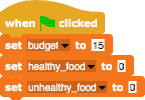 when clicked
set budget to 15
set healthy_food to 0
set unhealthy_food to 0